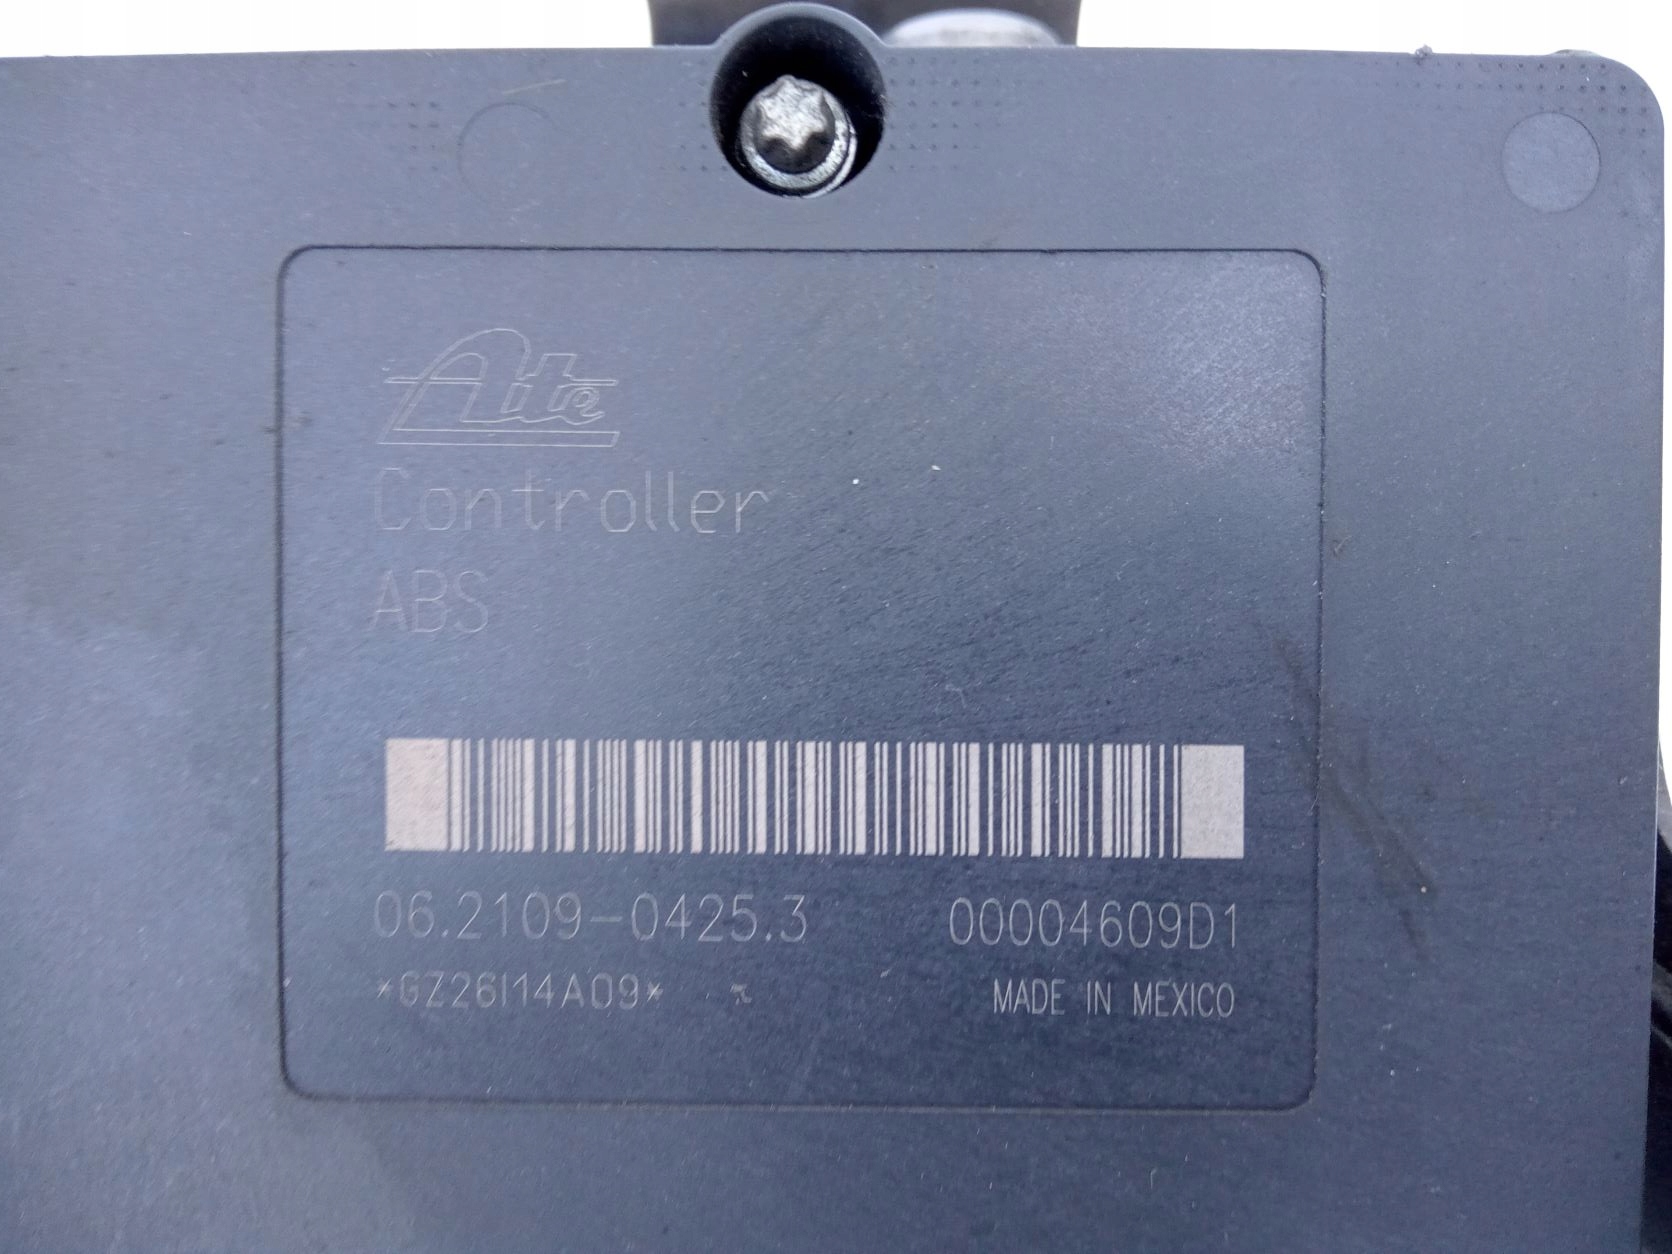 Ate
Controller
ABS
06.2109-0425.3 00004609D1
*GZ26I14A09* MADE IN MEXICO